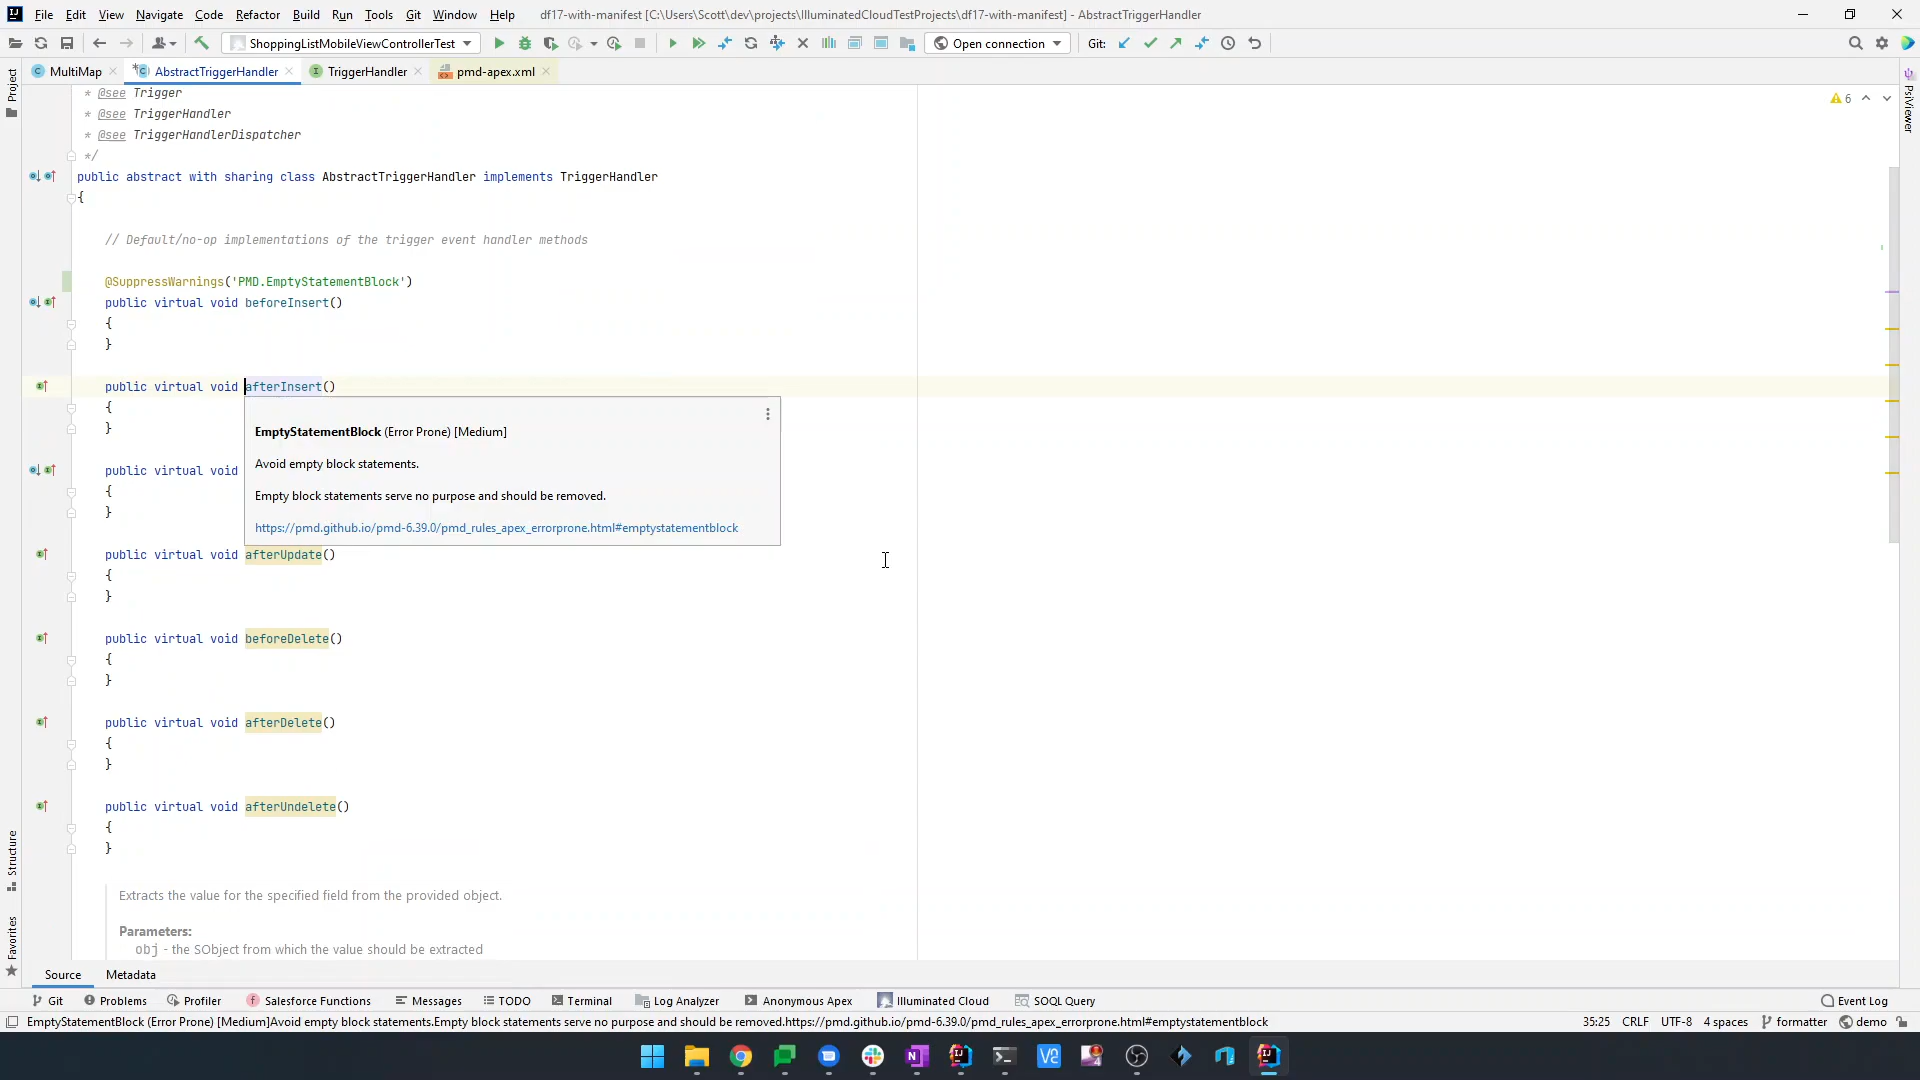 File Edit View Navigate Code Refactor Build Run Tools Git Window Help df17-with-manifest [C:\Users\Scott\dev\projects\IlluminatedCloudTestProjects\df17-with-manifest] - AbstractTriggerHandler
ShoppingListMobileViewControllerTest Open connection Git:
MultiMap AbstractTriggerHandler TriggerHandler pmd-apex.xml
Project
PsiViewer
6
* @see Trigger
* @see TriggerHandler
* @see TriggerHandlerDispatcher
*/
public abstract with sharing class AbstractTriggerHandler implements TriggerHandler
{
// Default/no-op implementations of the trigger event handler methods
@SuppressWarnings('PMD.EmptyStatementBlock')
public virtual void beforeInsert()
{
}
public virtual void afterInsert()
{
}
EmptyStatementBlock (Error Prone) [Medium]
Avoid empty block statements.
Empty block statements serve no purpose and should be removed.
https://pmd.github.io/pmd-6.39.0/pmd_rules_apex_errorprone.html#emptystatementblock
public virtual void
{
}
public virtual void afterUpdate()
{
}
public virtual void beforeDelete()
{
}
public virtual void afterDelete()
{
}
public virtual void afterUndelete()
{
}
Extracts the value for the specified field from the provided object.
Parameters:
obj - the SObject from which the value should be extracted
Structure
Favorites
Source Metadata
Git Problems Profiler Salesforce Functions Messages TODO Terminal Log Analyzer Anonymous Apex Illuminated Cloud SOQL Query Event Log
EmptyStatementBlock (Error Prone) [Medium]Avoid empty block statements.Empty block statements serve no purpose and should be removed.https://pmd.github.io/pmd-6.39.0/pmd_rules_apex_errorprone.html#emptystatementblock 35:25 CRLF UTF-8 4 spaces formatter demo